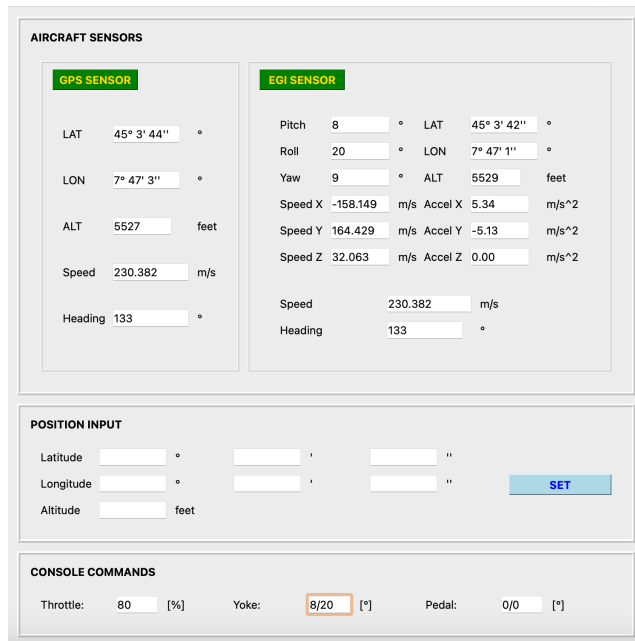 AIRCRAFT SENSORS
GPS SENSOR
LAT 45° 3' 44'' °
LON 7° 47' 3'' °
ALT 5527 feet
Speed 230.382 m/s
Heading 133 °
EGI SENSOR
Pitch 8 ° LAT 45° 3' 42'' °
Roll 20 ° LON 7° 47' 1'' °
Yaw 9 ° ALT 5529 feet
Speed X -158.149 m/s Accel X 5.34 m/s^2
Speed Y 164.429 m/s Accel Y -5.13 m/s^2
Speed Z 32.063 m/s Accel Z 0.00 m/s^2
Speed 230.382 m/s
Heading 133 °
POSITION INPUT
Latitude ° ' ''
Longitude ° ' '' SET
Altitude feet
CONSOLE COMMANDS
Throttle: 80 [%] Yoke: 8/20 [°] Pedal: 0/0 [°]